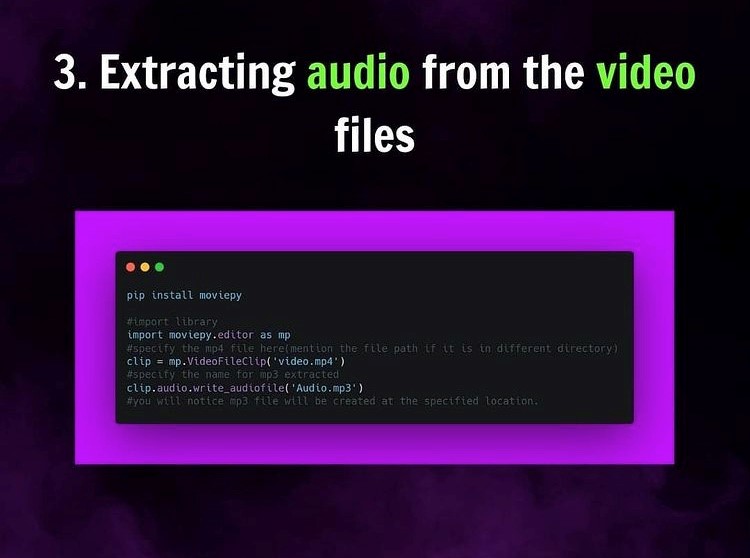 3. Extracting audio from the video
files
pip install moviepy
#import library
import moviepy.editor as mp
#specify the mp4 file here(mention the file path if it is in different directory)
clip = mp.VideoFileClip('video.mp4')
#specify the name for mp3 extracted
clip.audio.write_audiofile('Audio.mp3')
#you will notice mp3 file will be created at the specified location.